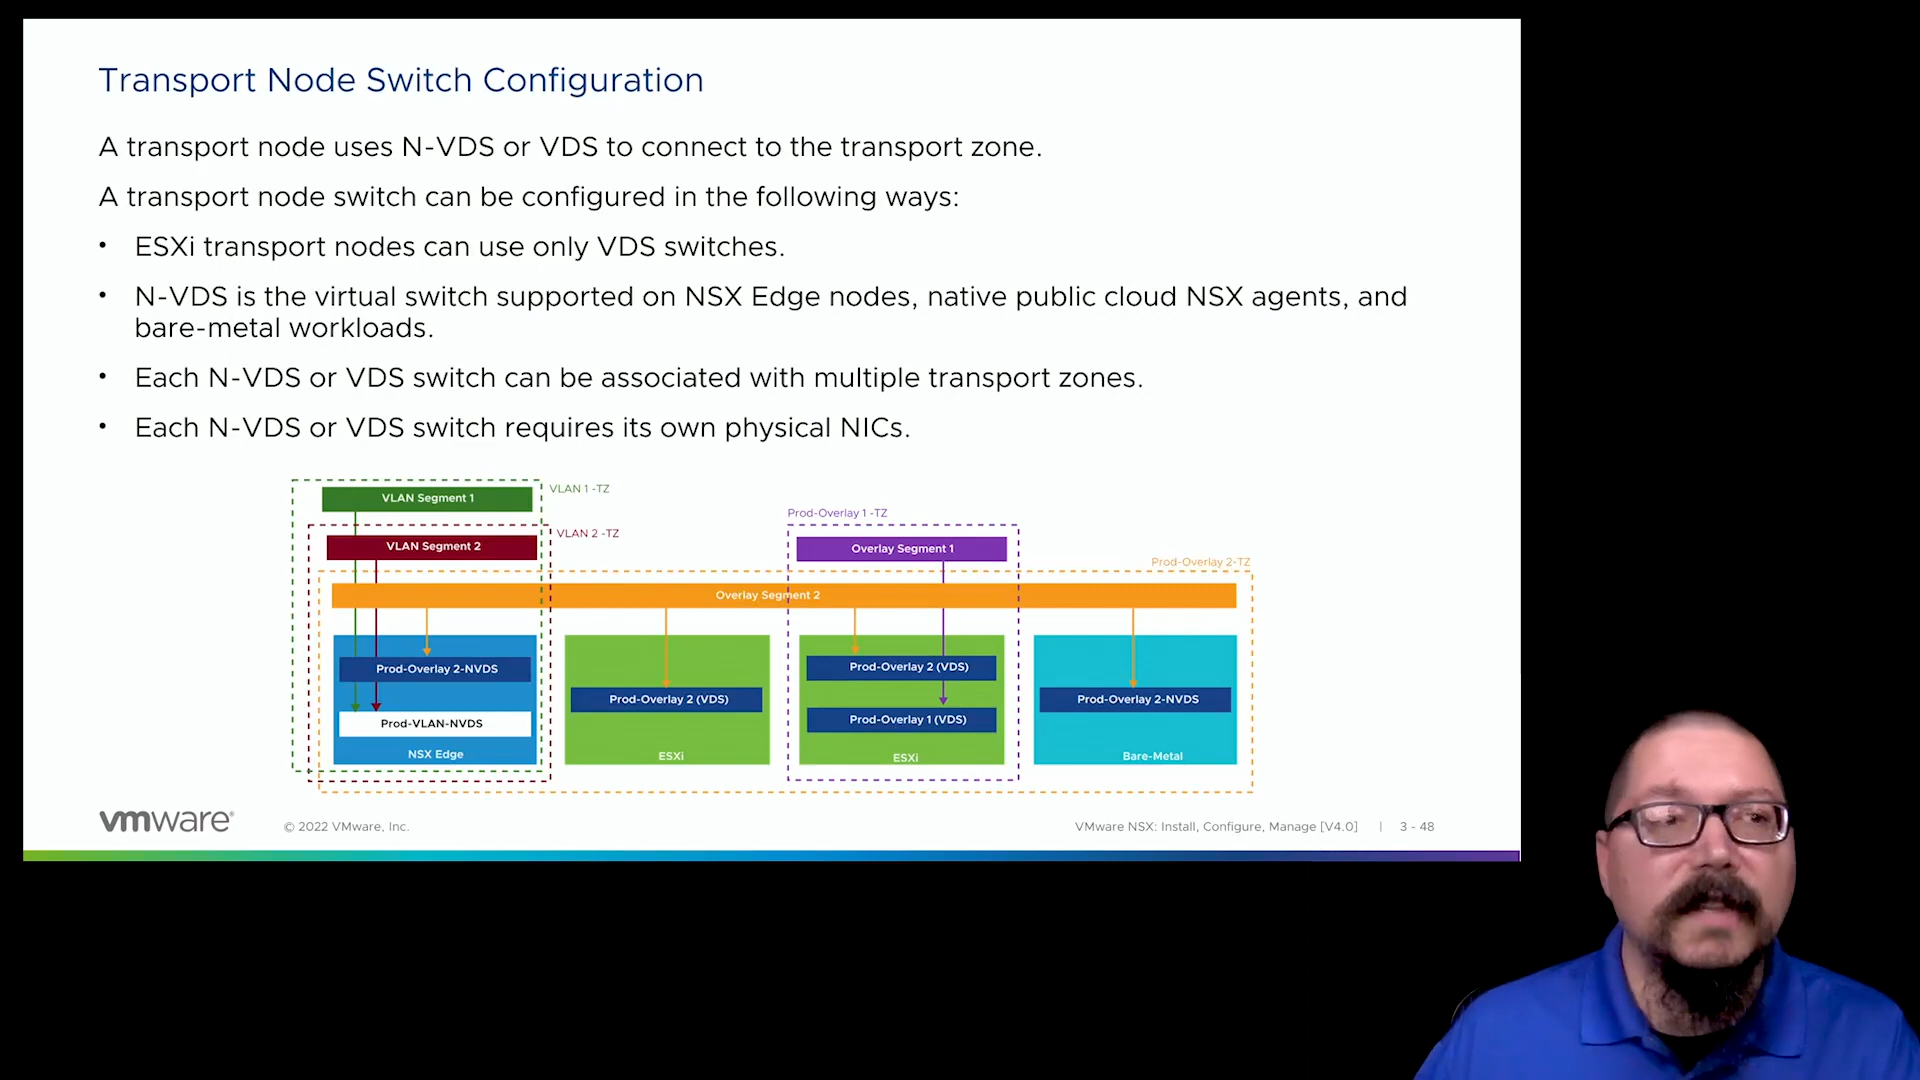 Transport Node Switch Configuration
A transport node uses N-VDS or VDS to connect to the transport zone.
A transport node switch can be configured in the following ways:
• ESXi transport nodes can use only VDS switches.
• N-VDS is the virtual switch supported on NSX Edge nodes, native public cloud NSX agents, and
bare-metal workloads.
• Each N-VDS or VDS switch can be associated with multiple transport zones.
• Each N-VDS or VDS switch requires its own physical NICs.
VLAN Segment 1
VLAN 1 -TZ
VLAN Segment 2
VLAN 2 -TZ
Prod-Overlay 1 -TZ
Overlay Segment 1
Prod-Overlay 2-TZ
Overlay Segment 2
Prod-Overlay 2-NVDS
Prod-VLAN-NVDS
NSX Edge
Prod-Overlay 2 (VDS)
ESXi
Prod-Overlay 2 (VDS)
Prod-Overlay 1 (VDS)
ESXi
Prod-Overlay 2-NVDS
Bare-Metal
vmware®
© 2022 VMware, Inc.
VMware NSX: Install, Configure, Manage [V4.0] | 3 - 48